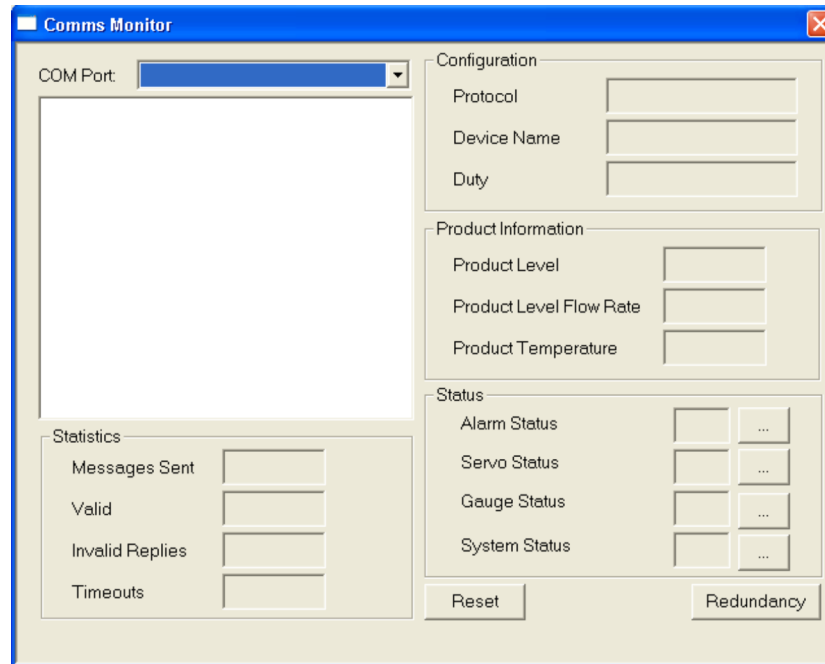 Comms Monitor
COM Port:
Configuration
Protocol
Device Name
Duty
Product Information
Product Level
Product Level Flow Rate
Product Temperature
Status
Alarm Status
...
Servo Status
...
Gauge Status
...
System Status
...
Statistics
Messages Sent
Valid
Invalid Replies
Timeouts
Reset
Redundancy